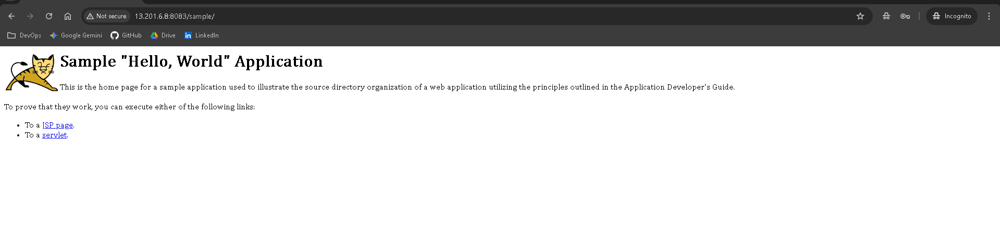 Not secure 13.201.6.8:8083/sample/ Incognito
DevOps Google Gemini GitHub Drive LinkedIn
Sample "Hello, World" Application
This is the home page for a sample application used to illustrate the source directory organization of a web application utilizing the principles outlined in the Application Developer's Guide.
To prove that they work, you can execute either of the following links:
• To a JSP page.
• To a servlet.